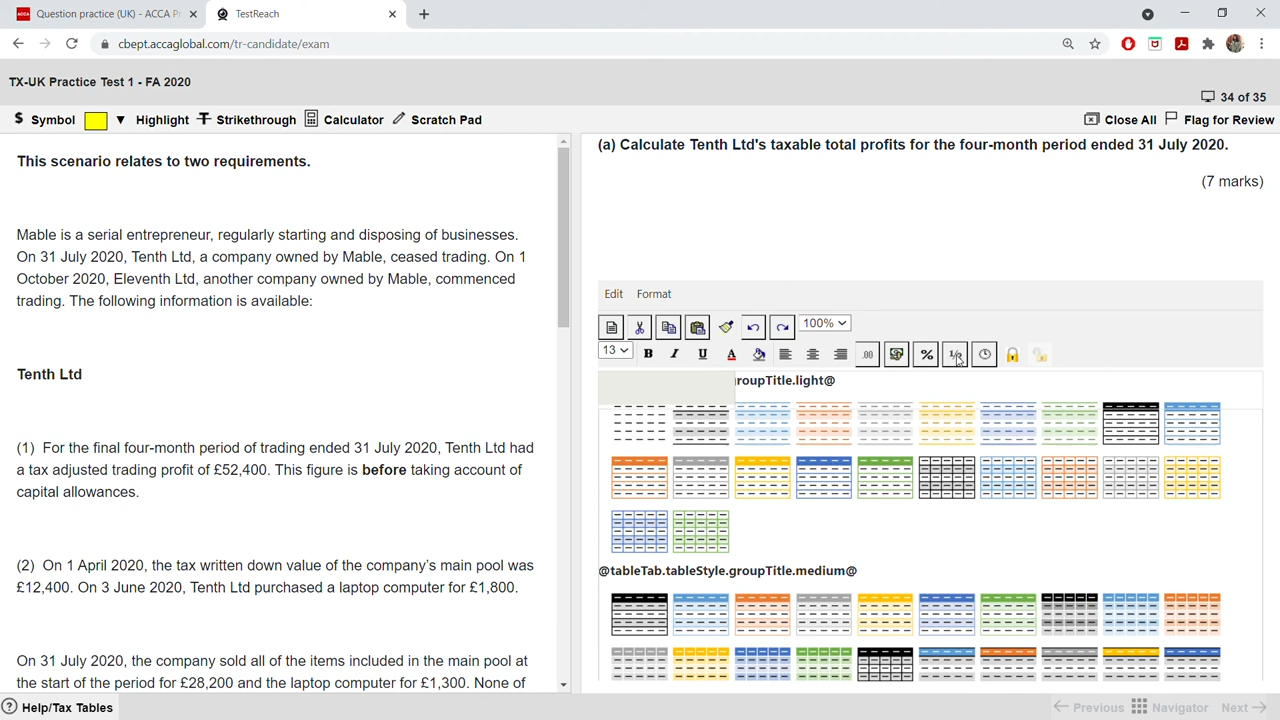 Question practice (UK) - ACCA P
TestReach
cbept.accaglobal.com/tr-candidate/exam
TX-UK Practice Test 1 - FA 2020
34 of 35
$ Symbol Highlight T Strikethrough Calculator Scratch Pad Close All Flag for Review
This scenario relates to two requirements.
Mable is a serial entrepreneur, regularly starting and disposing of businesses.
On 31 July 2020, Tenth Ltd, a company owned by Mable, ceased trading. On 1
October 2020, Eleventh Ltd, another company owned by Mable, commenced
trading. The following information is available:
Tenth Ltd
(1) For the final four-month period of trading ended 31 July 2020, Tenth Ltd had
a tax adjusted trading profit of £52,400. This figure is before taking account of
capital allowances.
(2) On 1 April 2020, the tax written down value of the company's main pool was
£12,400. On 3 June 2020, Tenth Ltd purchased a laptop computer for £1,800.
On 31 July 2020, the company sold all of the items included in the main pool at
the start of the period for £28,200 and the laptop computer for £1,300. None of
(a) Calculate Tenth Ltd's taxable total profits for the four-month period ended 31 July 2020.
(7 marks)
Edit Format
100%
13 B I U A .00 %
roupTitle.light@
@tableTab.tableStyle.groupTitle.medium@
Help/Tax Tables
Previous Navigator Next